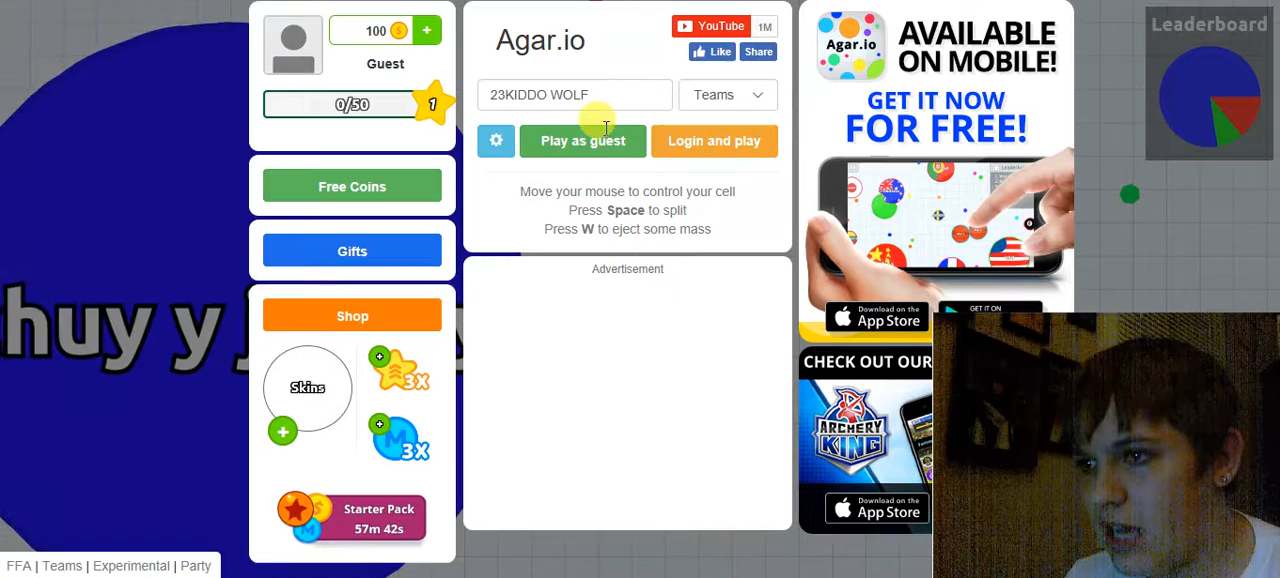 100
Guest
0/50
1
Free Coins
Gifts
Shop
Skins
3X
3X
Starter Pack
57m 42s
FFA | Teams | Experimental | Party
huy y j
Agar.io
YouTube
1M
Like
Share
23KIDDO WOLF
Teams
Play as guest
Login and play
Move your mouse to control your cell
Press Space to split
Press W to eject some mass
Advertisement
Agar.io
AVAILABLE
ON MOBILE!
GET IT NOW
FOR FREE!
Download on the
App Store
GET IT ON
CHECK OUT OUR
ARCHERY
KING
Download on the
App Store
Leaderboard